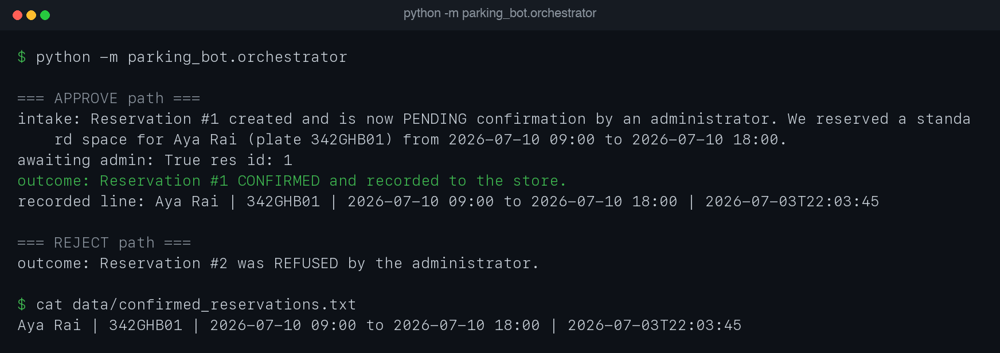 python -m parking_bot.orchestrator
$ python -m parking_bot.orchestrator
=== APPROVE path ===
intake: Reservation #1 created and is now PENDING confirmation by an administrator. We reserved a standa
rd space for Aya Rai (plate 342GHB01) from 2026-07-10 09:00 to 2026-07-10 18:00.
awaiting admin: True res id: 1
outcome: Reservation #1 CONFIRMED and recorded to the store.
recorded line: Aya Rai | 342GHB01 | 2026-07-10 09:00 to 2026-07-10 18:00 | 2026-07-03T22:03:45
=== REJECT path ===
outcome: Reservation #2 was REFUSED by the administrator.
$ cat data/confirmed_reservations.txt
Aya Rai | 342GHB01 | 2026-07-10 09:00 to 2026-07-10 18:00 | 2026-07-03T22:03:45